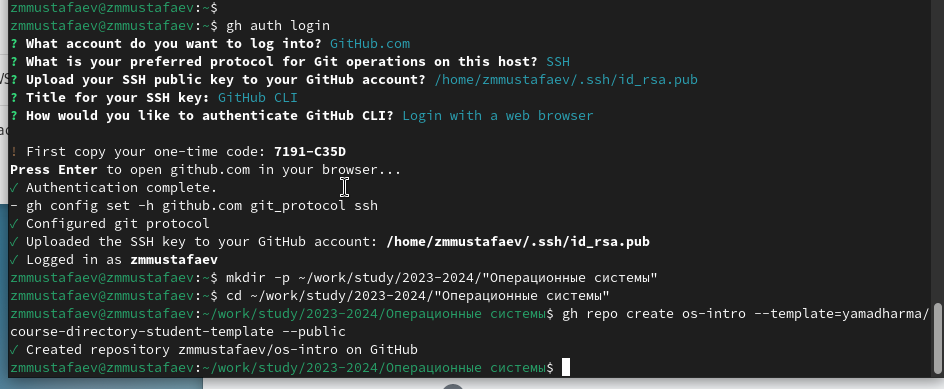 zmmustafaev@zmmustafaev:~$
zmmustafaev@zmmustafaev:~$ gh auth login
? What account do you want to log into? GitHub.com
? What is your preferred protocol for Git operations on this host? SSH
? Upload your SSH public key to your GitHub account? /home/zmmustafaev/.ssh/id_rsa.pub
? Title for your SSH key: GitHub CLI
? How would you like to authenticate GitHub CLI? Login with a web browser
! First copy your one-time code: 7191-C35D
Press Enter to open github.com in your browser...
✓ Authentication complete.
- gh config set -h github.com git_protocol ssh
✓ Configured git protocol
✓ Uploaded the SSH key to your GitHub account: /home/zmmustafaev/.ssh/id_rsa.pub
✓ Logged in as zmmustafaev
zmmustafaev@zmmustafaev:~$ mkdir -p ~/work/study/2023-2024/"Операционные системы"
zmmustafaev@zmmustafaev:~$ cd ~/work/study/2023-2024/"Операционные системы"
zmmustafaev@zmmustafaev:~/work/study/2023-2024/Операционные системы$ gh repo create os-intro --template=yamadharma/
course-directory-student-template --public
✓ Created repository zmmustafaev/os-intro on GitHub
zmmustafaev@zmmustafaev:~/work/study/2023-2024/Операционные системы$